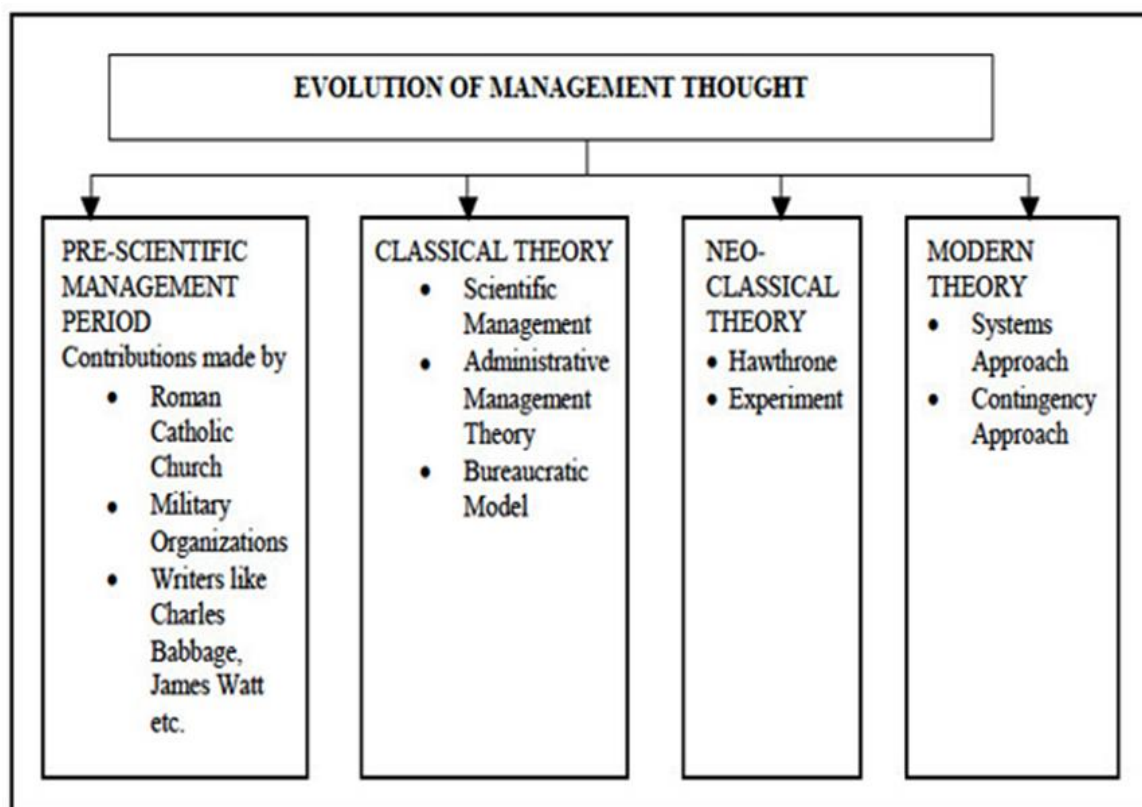 EVOLUTION OF MANAGEMENT THOUGHT
PRE-SCIENTIFIC
MANAGEMENT
PERIOD
Contributions made by
• Roman
Catholic
Church
• Military
Organizations
• Writers like
Charles
Babbage,
James Watt
etc.
CLASSICAL THEORY
• Scientific
Management
• Administrative
Management
Theory
• Bureaucratic
Model
NEO-
CLASSICAL
THEORY
• Hawthrone
• Experiment
MODERN
THEORY
• Systems
Approach
• Contingency
Approach